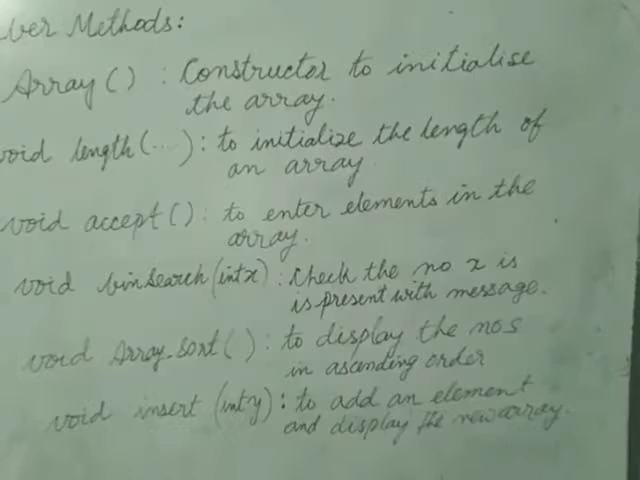 ber Methods:
Array() : Constructor to initialise
the array.
void length(...): to initialize the length of
an array
void accept(): to enter elements in the
array.
void binsearch(int x): Check the no x is
is present with message.
void Array_sort(): to display the nos
in ascending order
void insert (int y): to add an element
and display the new array.